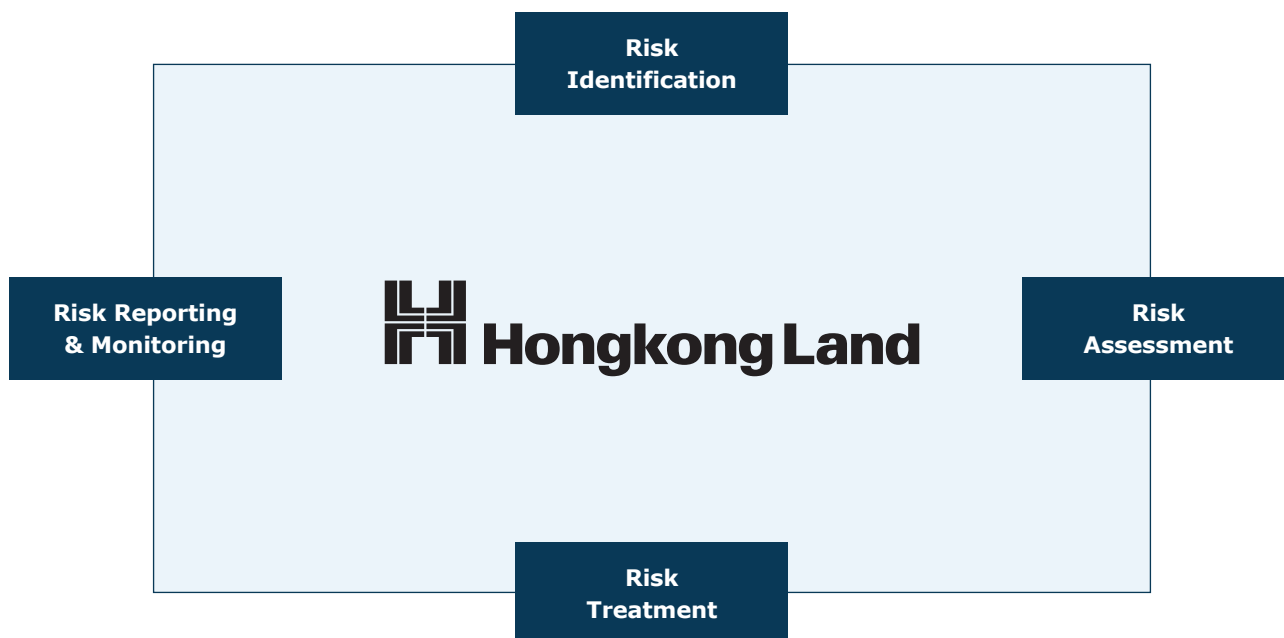 Risk
Identification
Risk Reporting
& Monitoring
Hongkong Land
Risk
Assessment
Risk
Treatment